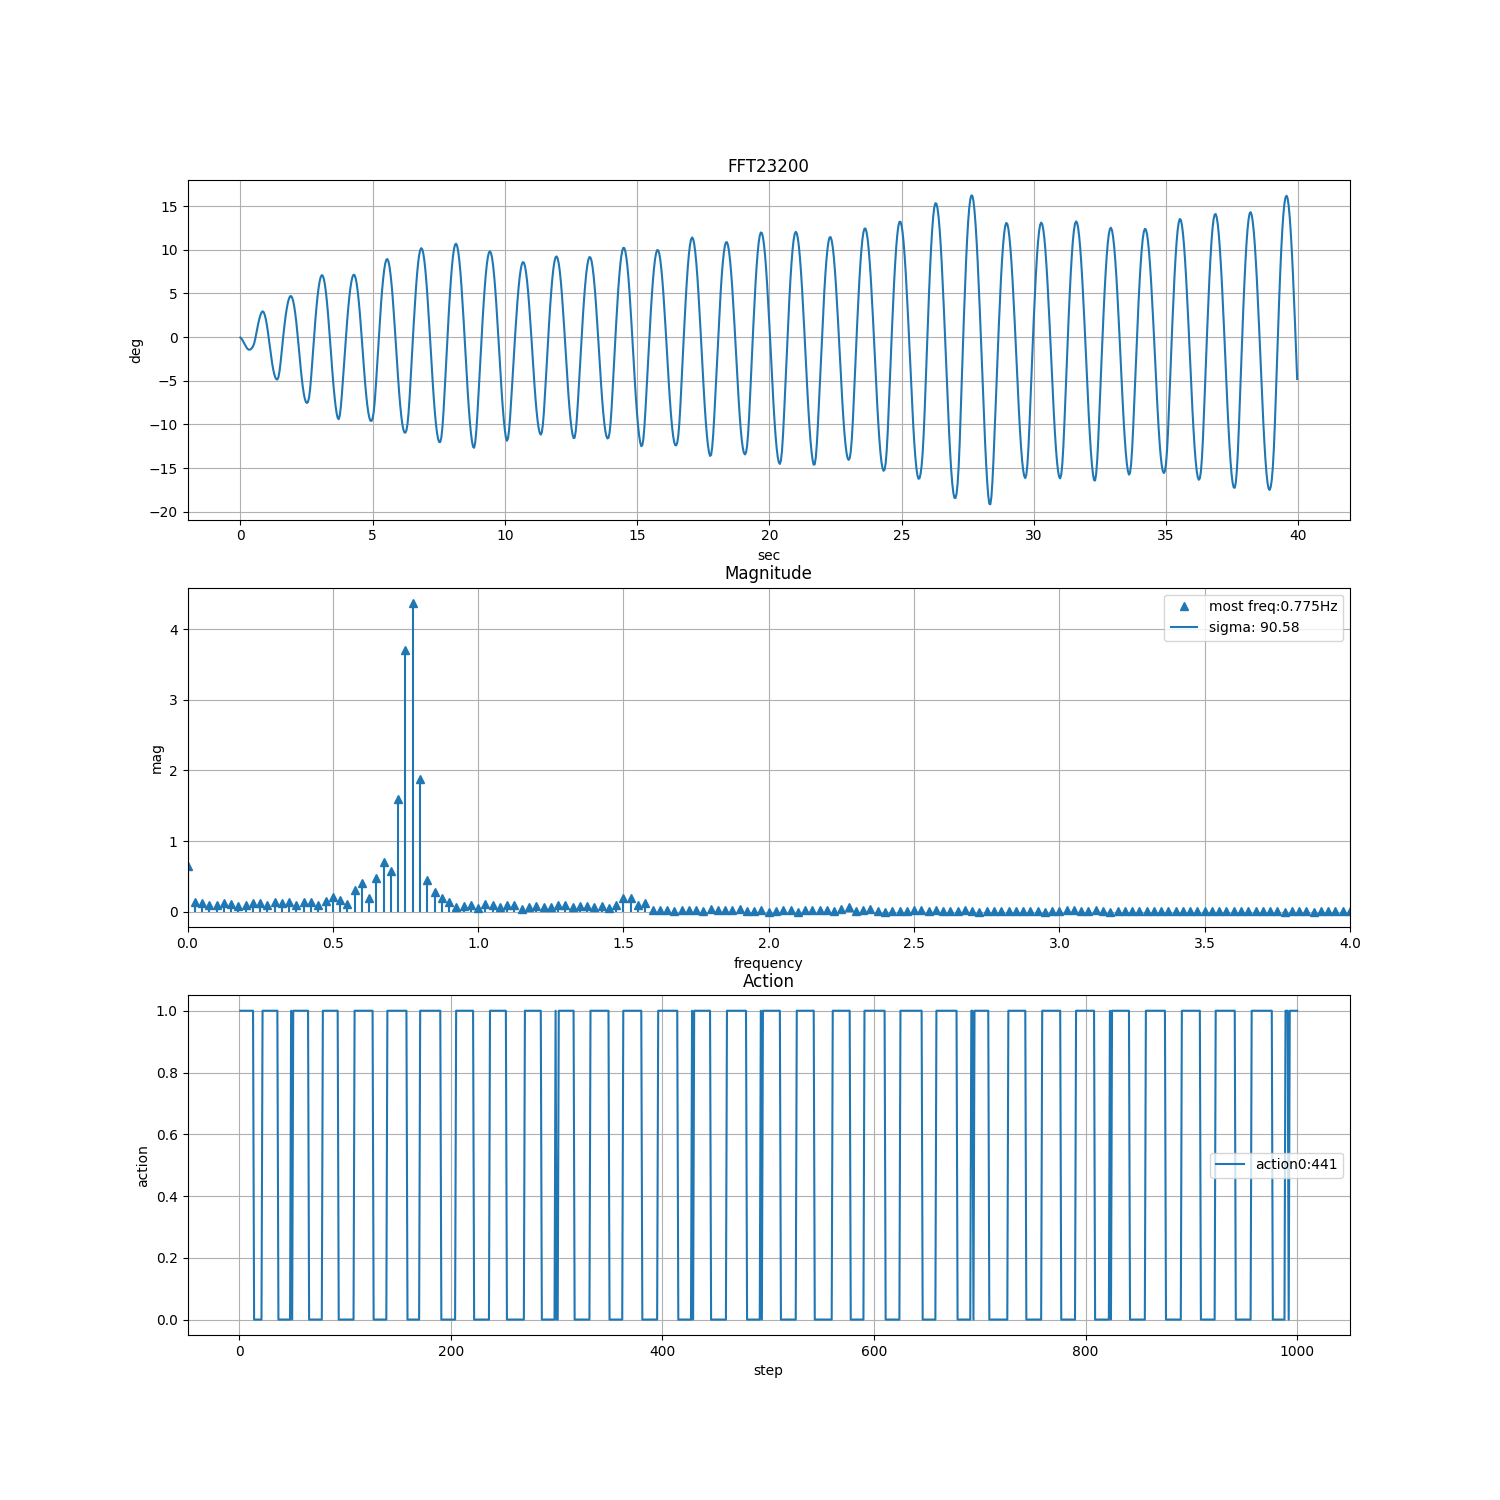 FFT23200
15
10
5
0
−5
−10
−15
−20
deg
0 5 10 15 20 25 30 35 40
sec
Magnitude
most freq:0.775Hz
sigma: 90.58
4
3
2
1
0
mag
0.0 0.5 1.0 1.5 2.0 2.5 3.0 3.5 4.0
frequency
Action
1.0
0.8
0.6
0.4
0.2
0.0
action
action0:441
0 200 400 600 800 1000
step